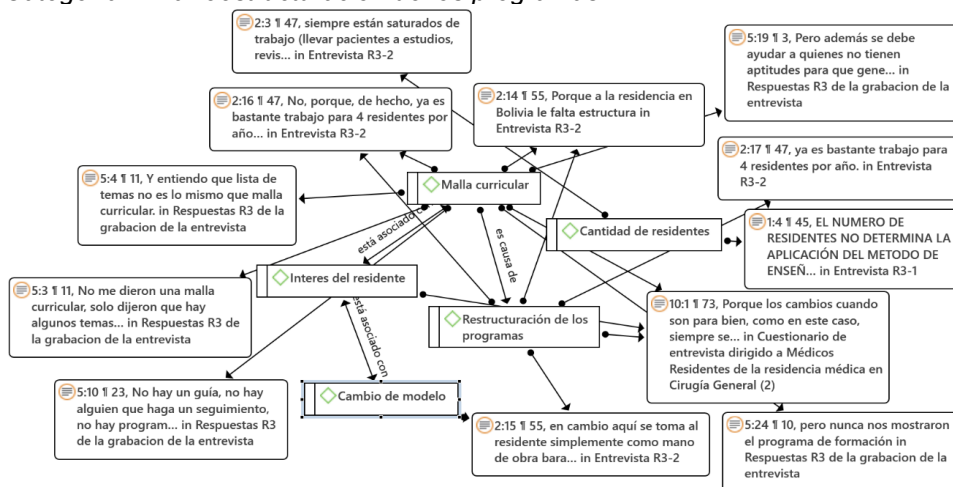 2:3 ¶ 47, siempre están saturados de
trabajo (llevar pacientes a estudios,
revis... in Entrevista R3-2
5:19 ¶ 3, Pero además se debe
ayudar a quienes no tienen
aptitudes para que gene... in
Respuestas R3 de la grabacion de la
entrevista
2:16 ¶ 47, No, porque, de hecho, ya es
bastante trabajo para 4 residentes por
año... in Entrevista R3-2
2:14 ¶ 55, Porque a la residencia en
Bolivia le falta estructura in
Entrevista R3-2
2:17 ¶ 47, ya es bastante trabajo para
4 residentes por año. in Entrevista
R3-2
5:4 ¶ 11, Y entiendo que lista de
temas no es lo mismo que malla
curricular. in Respuestas R3 de la
grabacion de la entrevista
Malla curricular
está asociado
es causa de
Cantidad de residentes
1:4 ¶ 45, EL NUMERO DE
RESIDENTES NO DETERMINA LA
APLICACIÓN DEL METODO DE
ENSEÑ... in Entrevista R3-1
5:3 ¶ 11, No me dieron una malla
curricular, solo dijeron que hay
algunos temas... in Respuestas R3 de
la grabacion de la entrevista
Interes del residente
está asociado con
Restructuración de los
programas
10:1 ¶ 73, Porque los cambios cuando
son para bien, como en este caso,
siempre se... in Cuestionario de
entrevista dirigido a Médicos
Residentes de la residencia médica en
Cirugía General (2)
5:10 ¶ 23, No hay un guía, no hay
alguien que haga un seguimiento,
no hay program... in Respuestas R3
de la grabacion de la entrevista
Cambio de modelo
2:15 ¶ 55, en cambio aquí se toma al
residente simplemente como mano
de obra bara... in Entrevista R3-2
5:24 ¶ 10, pero nunca nos mostraron
el programa de formación in
Respuestas R3 de la grabacion de la
entrevista